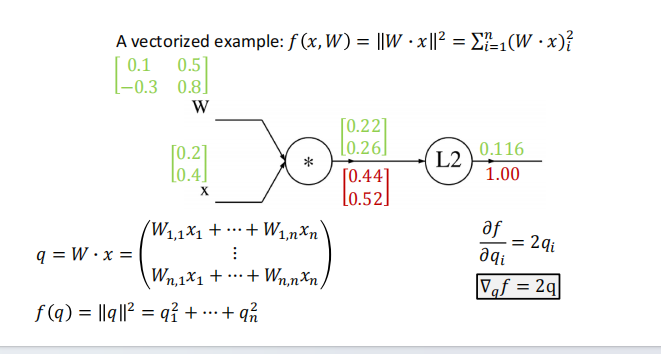 A vectorized example: f(x, W) = ||W · x||² = Σⁿᵢ₌₁(W · x)ᵢ²
[0.1 0.5]
[-0.3 0.8]
W
[0.2]
[0.4]
x
*
[0.22]
[0.26]
[0.44]
[0.52]
L2
0.116
1.00
q = W · x = (W₁,₁x₁ + ⋯ + W₁,ₙxₙ
⋮
Wₙ,₁x₁ + ⋯ + Wₙ,ₙxₙ)
f(q) = ||q||² = q₁² + ⋯ + qₙ²
∂f/∂qᵢ = 2qᵢ
∇_q f = 2q